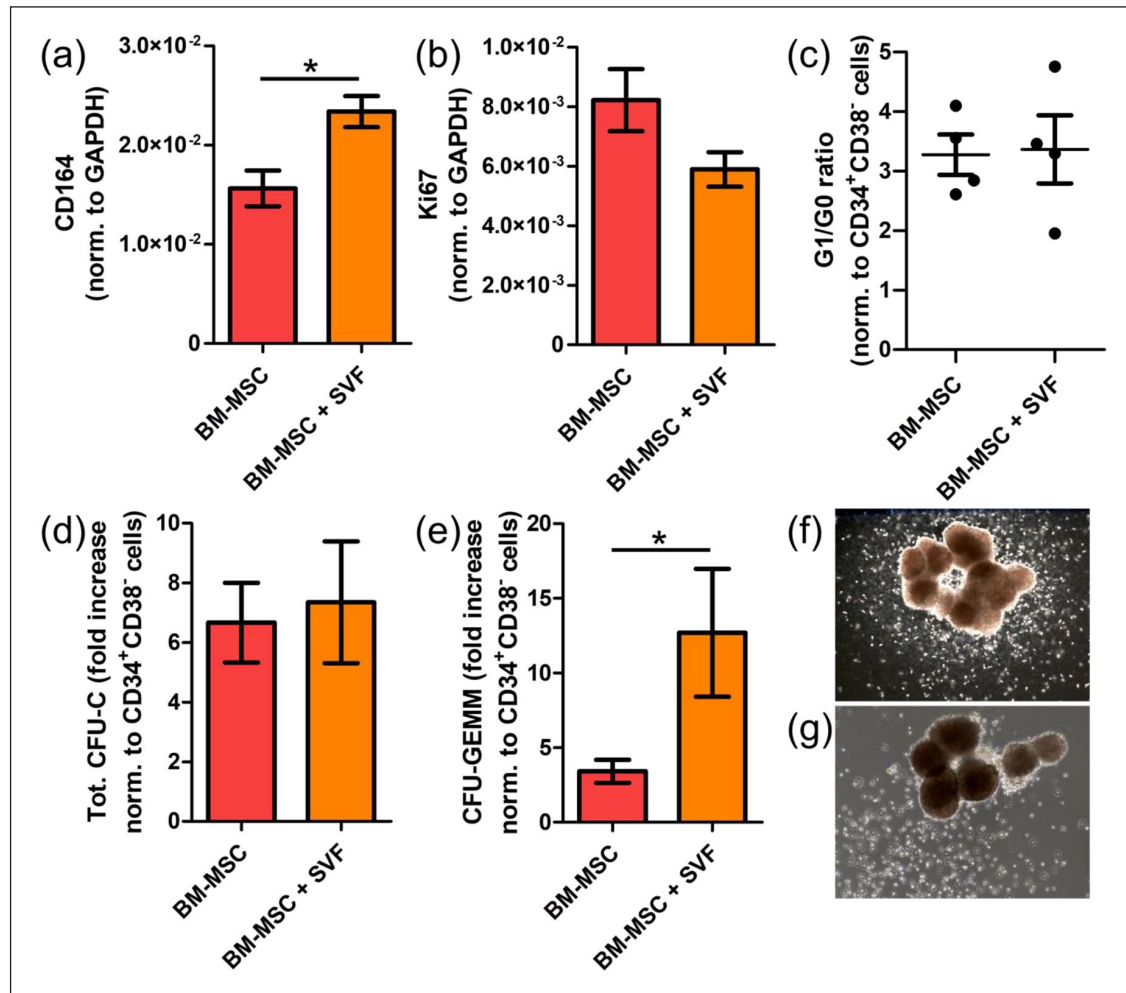 (a)
CD164
(norm. to GAPDH)
3.0×10⁻²
2.0×10⁻²
1.0×10⁻²
0
*
BM-MSC
BM-MSC + SVF
(b)
Ki67
(norm. to GAPDH)
1.0×10⁻²
8.0×10⁻³
6.0×10⁻³
4.0×10⁻³
2.0×10⁻³
0
BM-MSC
BM-MSC + SVF
(c)
G1/G0 ratio
(norm. to CD34⁺CD38⁻ cells)
5
4
3
2
1
0
BM-MSC
BM-MSC + SVF
(d)
Tot. CFU-C (fold increase
norm. to CD34⁺CD38⁻ cells)
10
8
6
4
2
0
BM-MSC
BM-MSC + SVF
(e)
CFU-GEMM (fold increase
norm. to CD34⁺CD38⁻ cells)
20
15
10
5
0
*
BM-MSC
BM-MSC + SVF
(f)
(g)